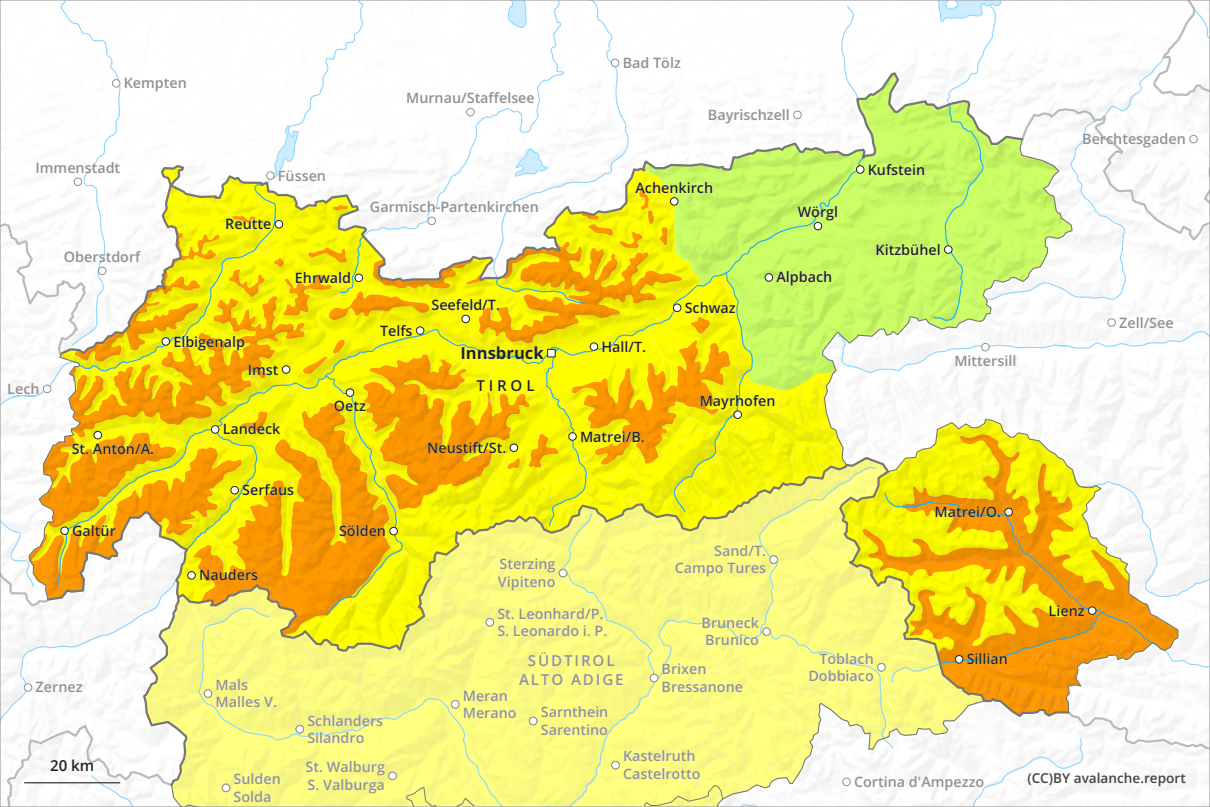 Bad Tölz
Kempten
Murnau/Staffelsee
Bayrischzell
Berchtesgaden
Immenstadt
Füssen
Kufstein
Achenkirch
Garmisch-Partenkirchen
Wörgl
Reutte
Kitzbühel
Oberstdorf
Ehrwald
Alpbach
Seefeld/T.
Schwaz
Zell/See
Telfs
Elbigenalp
Innsbruck
Hall/T.
Mittersill
Imst
TIROL
Lech
Oetz
Mayrhofen
Landeck
Matrei/B.
St. Anton/A.
Neustift/St.
Serfaus
Matrei/O.
Galtür
Sölden
Sterzing
Vipiteno
Sand/T.
Campo Tures
Nauders
St. Leonhard/P.
S. Leonardo i. P.
Lienz
Bruneck
Brunico
SÜDTIROL
ALTO ADIGE
Toblach
Dobbiaco
Sillian
Brixen
Bressanone
Zernez
Mals
Malles V.
Meran
Merano
Sarnthein
Sarentino
Schlanders
Silandro
Kastelruth
Castelrotto
20 km
St. Walburg
S. Valburga
Sulden
Solda
Cortina d'Ampezzo
(CC)BY avalanche.report